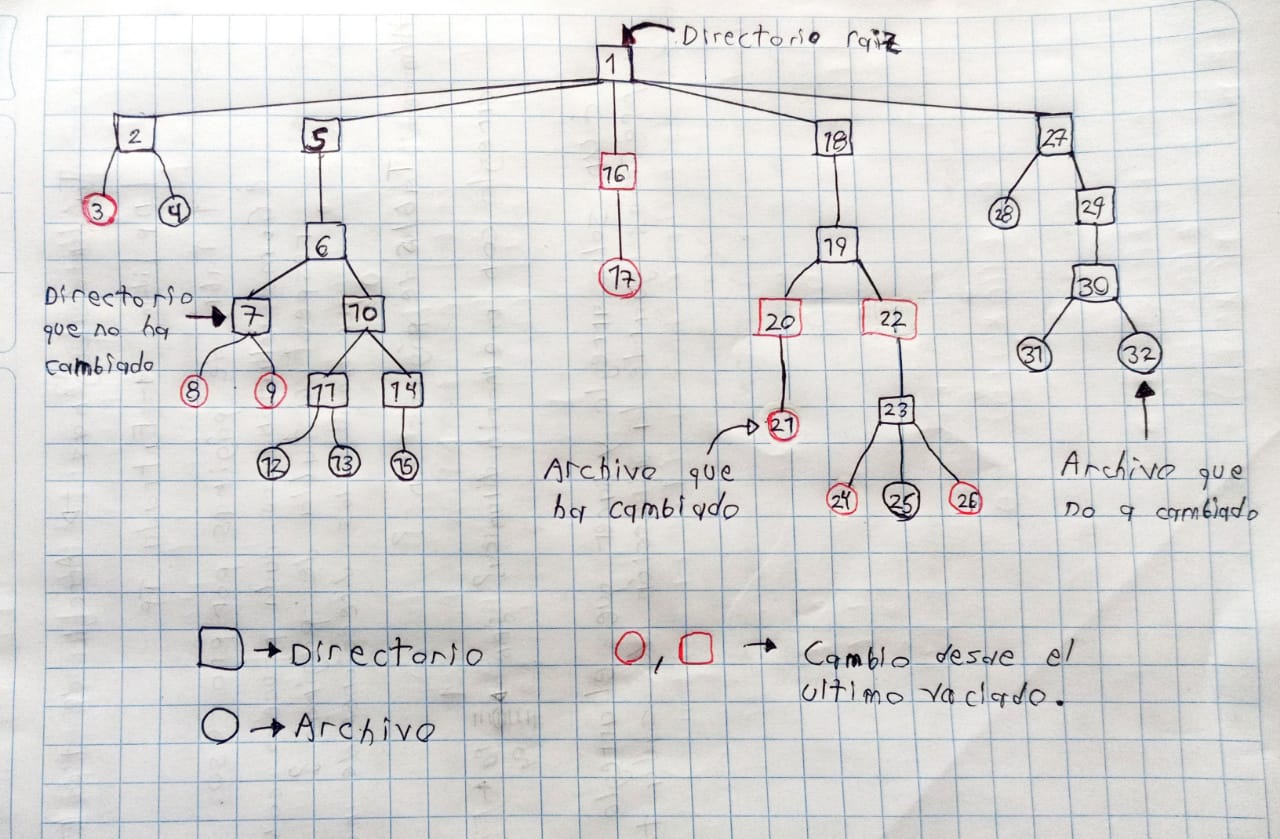 Directorio raiz
1
2
5
16
18
27
3
4
6
17
19
28
29
Directorio
que no ha
cambiado
7
10
20
22
30
8
9
11
14
21
23
31
32
12
13
15
24
25
26
Archivo que
ha cambiado
Archivo que
no a cambiado
→ Directorio
→ Archivo
, → Cambio desde el
ultimo vaciado.